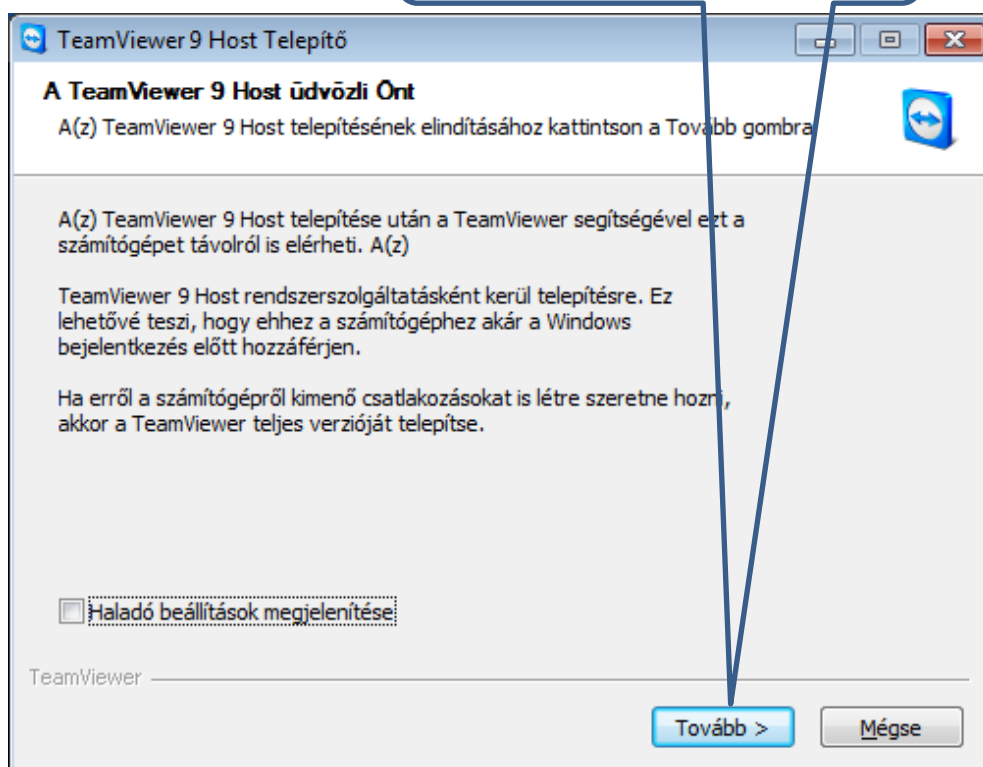 TeamViewer 9 Host Telepítő
A TeamViewer 9 Host üdvözli Önt
A(z) TeamViewer 9 Host telepítésének elindításához kattintson a Tovább gombra
A(z) TeamViewer 9 Host telepítése után a TeamViewer segítségével ezt a
számítógépet távolról is elérheti. A(z)
TeamViewer 9 Host rendszerszolgáltatásként kerül telepítésre. Ez
lehetővé teszi, hogy ehhez a számítógéphez akár a Windows
bejelentkezés előtt hozzáférjen.
Ha erről a számítógépről kimenő csatlakozásokat is létre szeretne hozni,
akkor a TeamViewer teljes verzióját telepítse.
Haladó beállítások megjelenítése
TeamViewer
Tovább >
Mégse